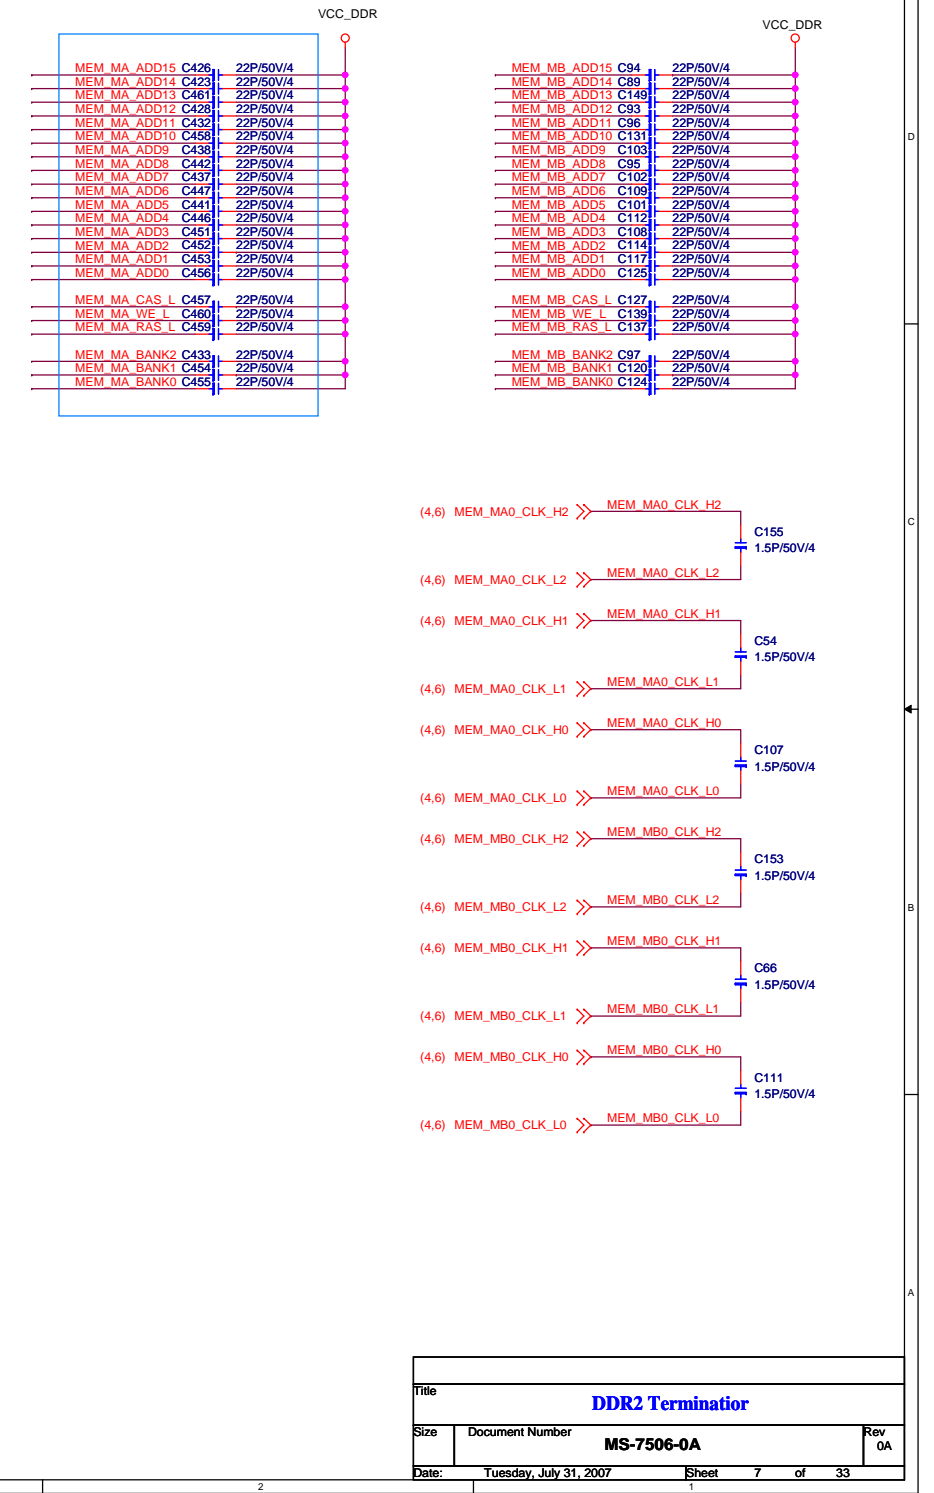 VCC_DDR
MEM_MA_ADD15 C426 22P/50V/4
MEM_MA_ADD14 C423 22P/50V/4
MEM_MA_ADD13 C461 22P/50V/4
MEM_MA_ADD12 C428 22P/50V/4
MEM_MA_ADD11 C432 22P/50V/4
MEM_MA_ADD10 C458 22P/50V/4
MEM_MA_ADD9 C438 22P/50V/4
MEM_MA_ADD8 C442 22P/50V/4
MEM_MA_ADD7 C437 22P/50V/4
MEM_MA_ADD6 C447 22P/50V/4
MEM_MA_ADD5 C441 22P/50V/4
MEM_MA_ADD4 C446 22P/50V/4
MEM_MA_ADD3 C451 22P/50V/4
MEM_MA_ADD2 C452 22P/50V/4
MEM_MA_ADD1 C453 22P/50V/4
MEM_MA_ADD0 C456 22P/50V/4
MEM_MA_CAS_L C457 22P/50V/4
MEM_MA_WE_L C460 22P/50V/4
MEM_MA_RAS_L C459 22P/50V/4
MEM_MA_BANK2 C433 22P/50V/4
MEM_MA_BANK1 C454 22P/50V/4
MEM_MA_BANK0 C455 22P/50V/4
VCC_DDR
MEM_MB_ADD15 C94 22P/50V/4
MEM_MB_ADD14 C89 22P/50V/4
MEM_MB_ADD13 C149 22P/50V/4
MEM_MB_ADD12 C93 22P/50V/4
MEM_MB_ADD11 C96 22P/50V/4
MEM_MB_ADD10 C131 22P/50V/4
MEM_MB_ADD9 C103 22P/50V/4
MEM_MB_ADD8 C95 22P/50V/4
MEM_MB_ADD7 C102 22P/50V/4
MEM_MB_ADD6 C109 22P/50V/4
MEM_MB_ADD5 C101 22P/50V/4
MEM_MB_ADD4 C112 22P/50V/4
MEM_MB_ADD3 C108 22P/50V/4
MEM_MB_ADD2 C114 22P/50V/4
MEM_MB_ADD1 C117 22P/50V/4
MEM_MB_ADD0 C125 22P/50V/4
MEM_MB_CAS_L C127 22P/50V/4
MEM_MB_WE_L C139 22P/50V/4
MEM_MB_RAS_L C137 22P/50V/4
MEM_MB_BANK2 C97 22P/50V/4
MEM_MB_BANK1 C120 22P/50V/4
MEM_MB_BANK0 C124 22P/50V/4
D
(4,6) MEM_MA0_CLK_H2 MEM_MA0_CLK_H2
C
C155
1.5P/50V/4
(4,6) MEM_MA0_CLK_L2 MEM_MA0_CLK_L2
(4,6) MEM_MA0_CLK_H1 MEM_MA0_CLK_H1
C54
1.5P/50V/4
(4,6) MEM_MA0_CLK_L1 MEM_MA0_CLK_L1
(4,6) MEM_MA0_CLK_H0 MEM_MA0_CLK_H0
C107
1.5P/50V/4
(4,6) MEM_MA0_CLK_L0 MEM_MA0_CLK_L0
(4,6) MEM_MB0_CLK_H2 MEM_MB0_CLK_H2
C153
1.5P/50V/4
(4,6) MEM_MB0_CLK_L2 MEM_MB0_CLK_L2
B
(4,6) MEM_MB0_CLK_H1 MEM_MB0_CLK_H1
C66
1.5P/50V/4
(4,6) MEM_MB0_CLK_L1 MEM_MB0_CLK_L1
(4,6) MEM_MB0_CLK_H0 MEM_MB0_CLK_H0
C111
1.5P/50V/4
(4,6) MEM_MB0_CLK_L0 MEM_MB0_CLK_L0
A
Title
DDR2 Terminatior
Size Document Number Rev
MS-7506-0A 0A
Date: Tuesday, July 31, 2007 Sheet 7 of 33
2 1